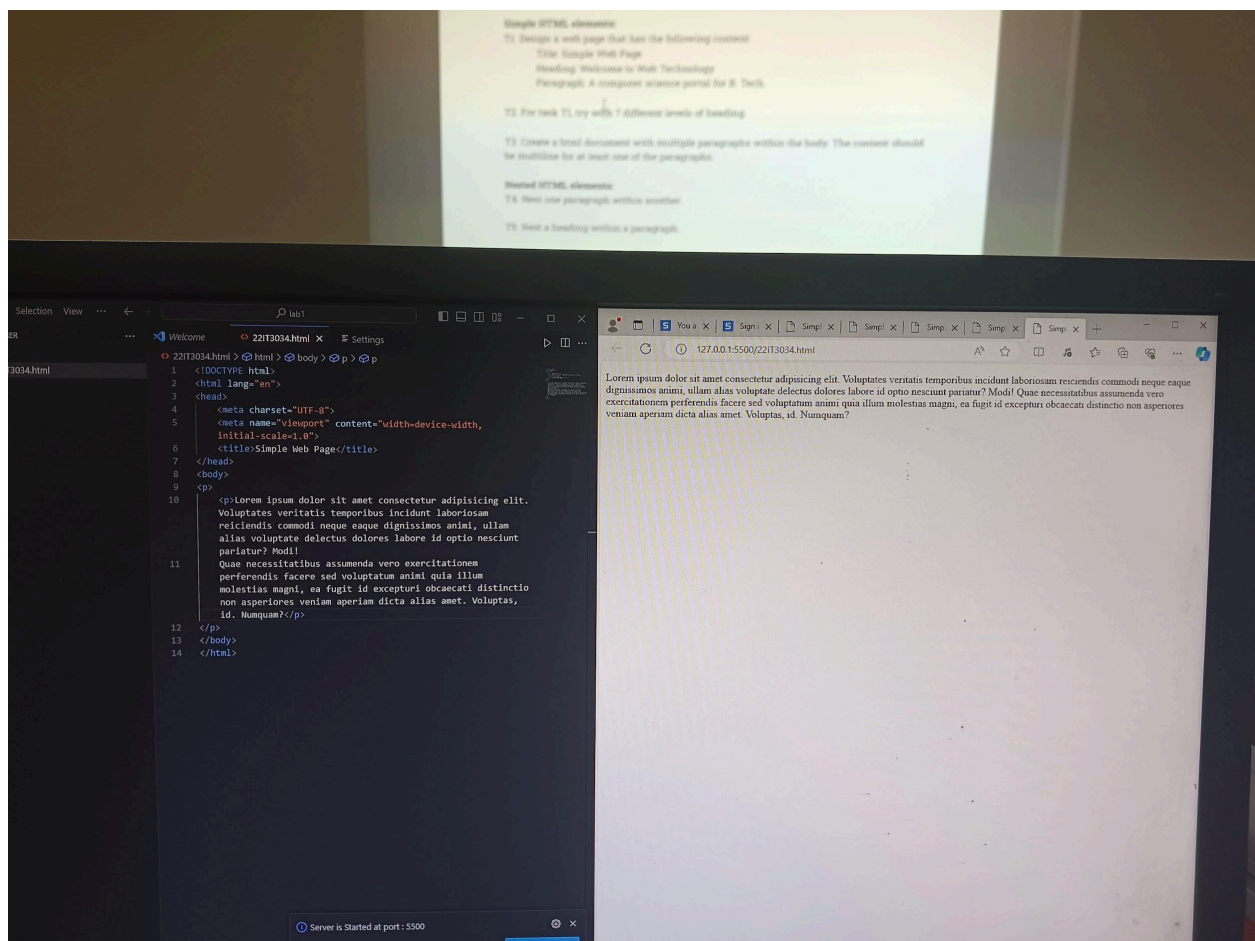 Simple HTML elements:
T1. Design a web page that has the following content:
Title: Simple Web Page
Heading: Welcome to Web Technology
Paragraph: A computer science portal for B. Tech.
T2. For task T1, try with 7 different levels of heading.
T3. Create a html document with multiple paragraphs within the body. The content should
be multiline for at least one of the paragraphs.
Nested HTML elements:
T4. Nest one paragraph within another.
T5. Nest a heading within a paragraph.
Selection View ··· ← lab1
Welcome 22IT3034.html × Settings
22IT3034.html > html > body > p > p
T3034.html
1 <!DOCTYPE html>
2 <html lang="en">
3 <head>
4 <meta charset="UTF-8">
5 <meta name="viewport" content="width=device-width,
initial-scale=1.0">
6 <title>Simple Web Page</title>
7 </head>
8 <body>
9 <p>
10 <p>Lorem ipsum dolor sit amet consectetur adipisicing elit.
Voluptates veritatis temporibus incidunt laboriosam
reiciendis commodi neque eaque dignissimos animi, ullam
alias voluptate delectus dolores labore id optio nesciunt
pariatur? Modi!
11 Quae necessitatibus assumenda vero exercitationem
perferendis facere sed voluptatum animi quia illum
molestias magni, ea fugit id excepturi obcaecati distinctio
non asperiores veniam aperiam dicta alias amet. Voluptas,
id. Numquam?</p>
12 </p>
13 </body>
14 </html>
Server is Started at port : 5500
S You a × S Sign i × Simpl × Simpl × Simp × Simp × Simp × +
127.0.0.1:5500/22IT3034.html
Lorem ipsum dolor sit amet consectetur adipisicing elit. Voluptates veritatis temporibus incidunt laboriosam reiciendis commodi neque eaque
dignissimos animi, ullam alias voluptate delectus dolores labore id optio nesciunt pariatur? Modi! Quae necessitatibus assumenda vero
exercitationem perferendis facere sed voluptatum animi quia illum molestias magni, ea fugit id excepturi obcaecati distinctio non asperiores
veniam aperiam dicta alias amet. Voluptas, id. Numquam?